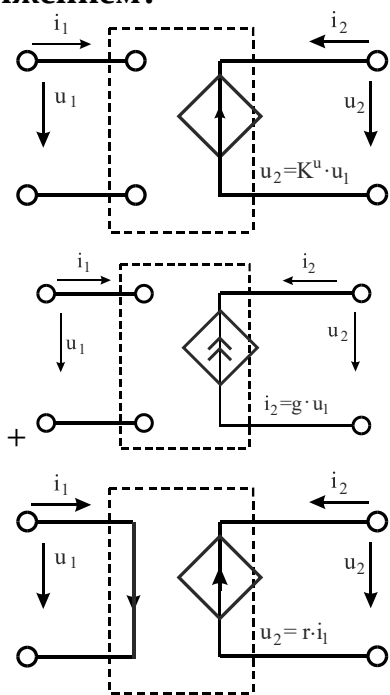 i₁ i₂
u₁ u₂
u₂=Kᵘ·u₁
i₁ i₂
u₁ u₂
i₂=g·u₁
+
i₁ i₂
u₁ u₂
u₂=r·i₁